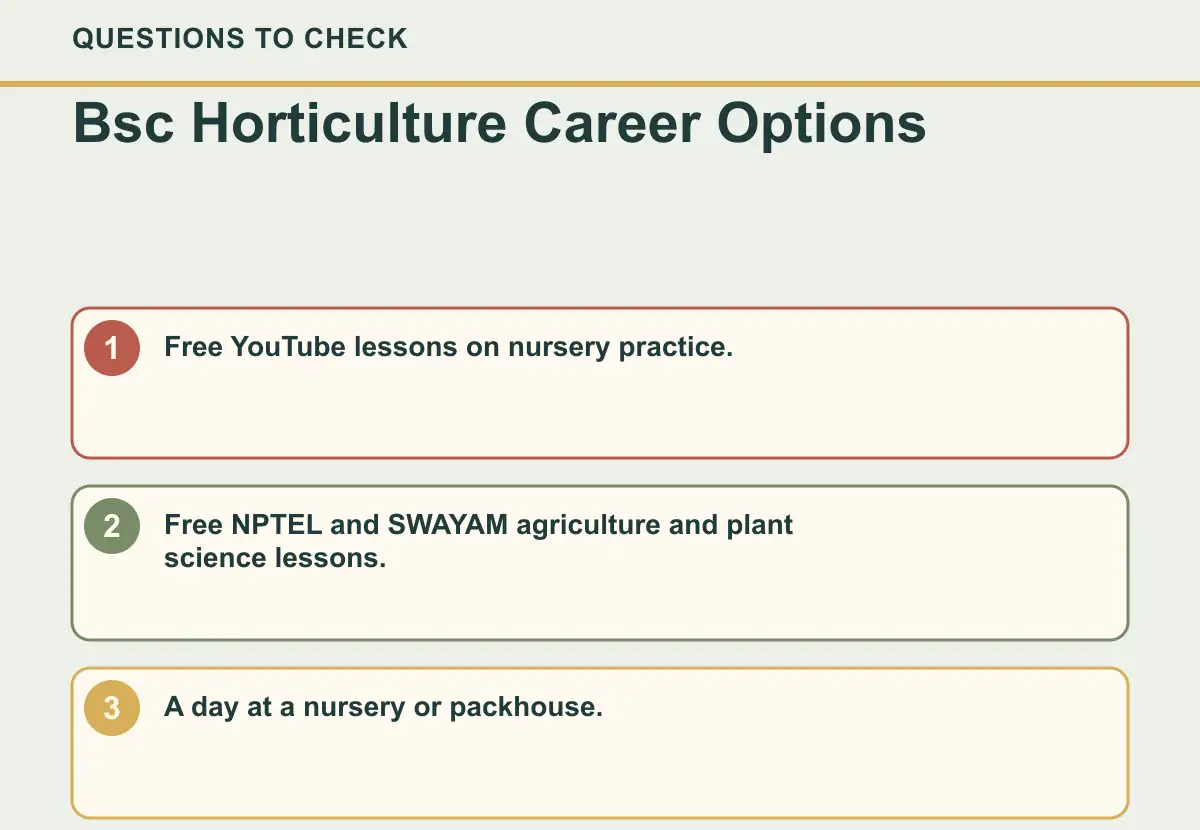 QUESTIONS TO CHECK
Bsc Horticulture Career Options
1
Free YouTube lessons on nursery practice.
2
Free NPTEL and SWAYAM agriculture and plant
science lessons.
3
A day at a nursery or packhouse.